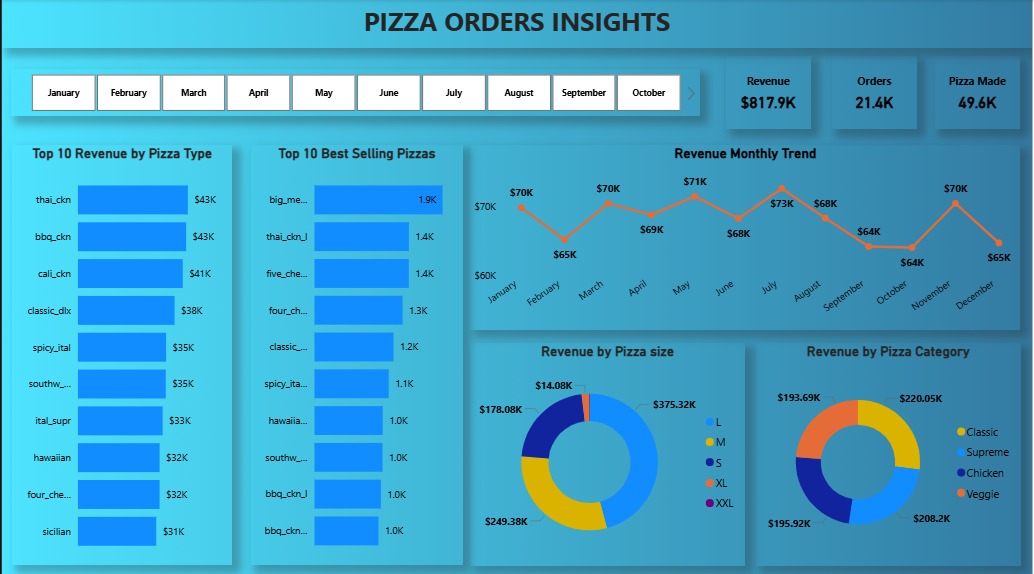 PIZZA ORDERS INSIGHTS
January February March April May June July August September October
Revenue
$817.9K
Orders
21.4K
Pizza Made
49.6K
Top 10 Revenue by Pizza Type
thai_ckn $43K
bbq_ckn $43K
cali_ckn $41K
classic_dlx $38K
spicy_ital $35K
southw_... $35K
ital_supr $33K
hawaiian $32K
four_che... $32K
sicilian $31K
Top 10 Best Selling Pizzas
big_me... 1.9K
thai_ckn_l 1.4K
five_che... 1.4K
four_ch... 1.3K
classic_... 1.2K
spicy_ita... 1.1K
hawaiia... 1.0K
southw_... 1.0K
bbq_ckn_l 1.0K
bbq_ckn... 1.0K
Revenue Monthly Trend
$70K
$60K
$70K $65K $70K $69K $71K $68K $73K $68K $64K $64K $70K $65K
January February March April May June July August September October November December
Revenue by Pizza size
$14.08K
$178.08K
$375.32K
$249.38K
L
M
S
XL
XXL
Revenue by Pizza Category
$193.69K
$220.05K
$195.92K
$208.2K
Classic
Supreme
Chicken
Veggie